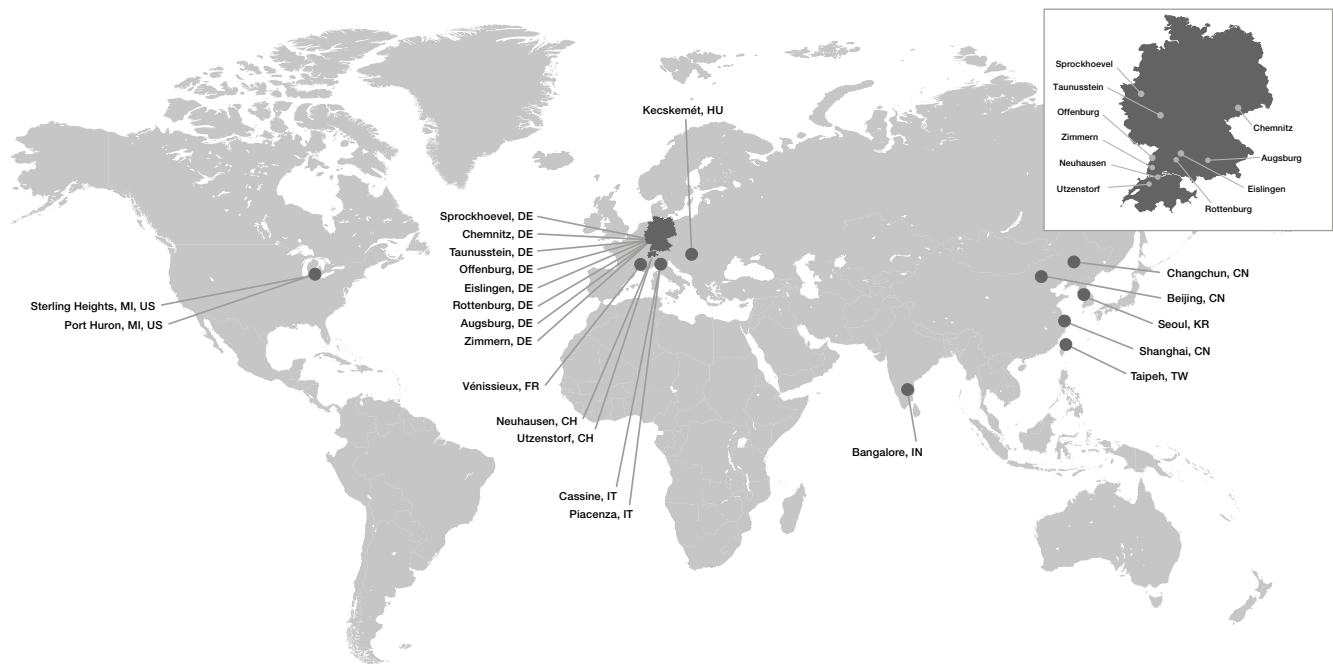 Kecskemét, HU
Sprockhoevel, DE
Chemnitz, DE
Taunusstein, DE
Offenburg, DE
Eislingen, DE
Rottenburg, DE
Augsburg, DE
Zimmern, DE
Vénissieux, FR
Neuhausen, CH
Utzenstorf, CH
Cassine, IT
Piacenza, IT
Sterling Heights, MI, US
Port Huron, MI, US
Bangalore, IN
Changchun, CN
Beijing, CN
Seoul, KR
Shanghai, CN
Taipeh, TW
Sprockhoevel
Taunusstein
Offenburg
Zimmern
Neuhausen
Utzenstorf
Chemnitz
Augsburg
Eislingen
Rottenburg